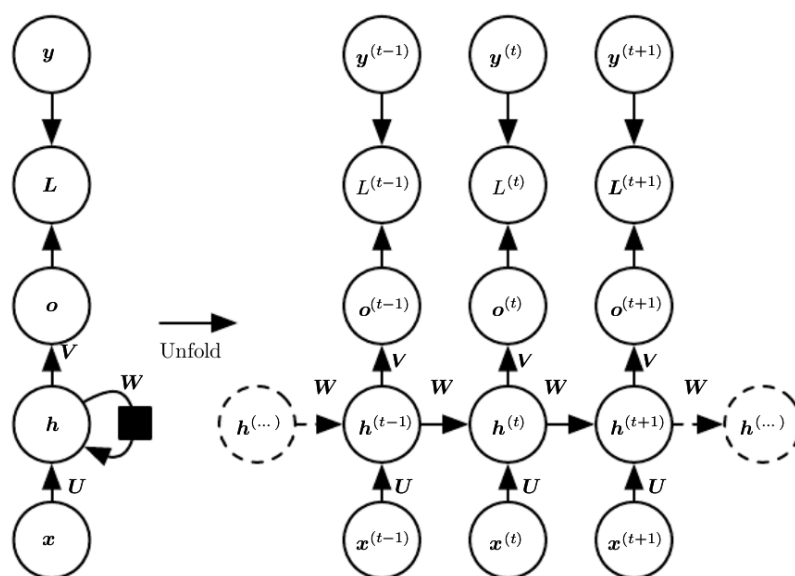 y y^(t−1) y^(t) y^(t+1)
L L^(t−1) L^(t) L^(t+1)
o o^(t−1) o^(t) o^(t+1)
Unfold
V V V V
W W W W W
h h^(...) h^(t−1) h^(t) h^(t+1) h^(...)
U U U U
x x^(t−1) x^(t) x^(t+1)